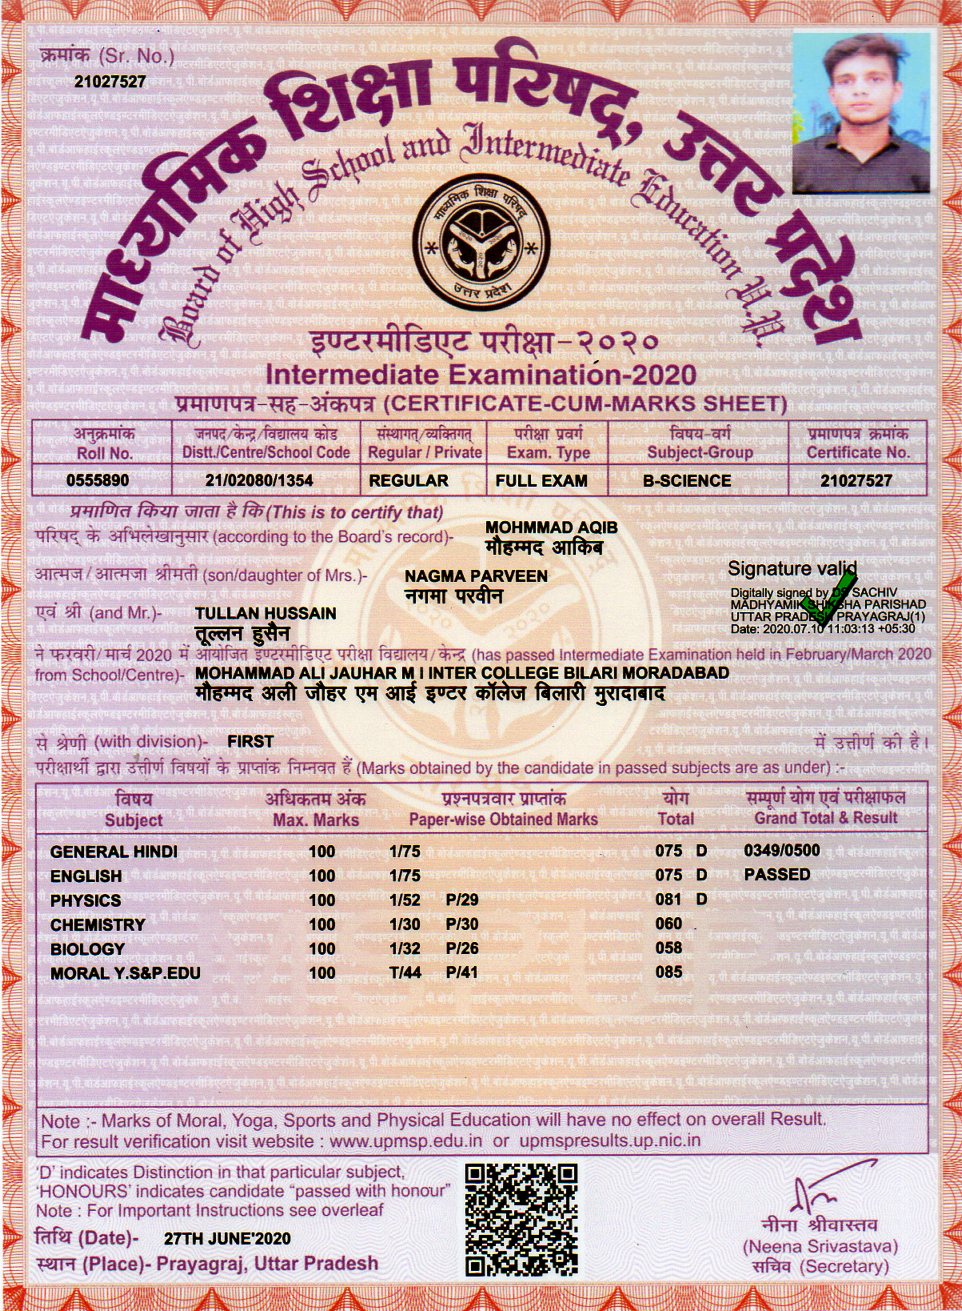 क्रमांक (Sr. No.)
21027527
माध्यमिक शिक्षा परिषद्, उत्तर प्रदेश
Board of High School and Intermediate Education U.P.
माध्यमिक शिक्षा परिषद्
उत्तर प्रदेश
इण्टरमीडिएट परीक्षा-२०२०
Intermediate Examination-2020
प्रमाणपत्र-सह-अंकपत्र (CERTIFICATE-CUM-MARKS SHEET)
अनुक्रमांक जनपद/केन्द्र/विद्यालय कोड संस्थागत्/व्यक्तिगत् परीक्षा प्रवर्ग विषय-वर्ग प्रमाणपत्र क्रमांक
Roll No. Distt./Centre/School Code Regular / Private Exam. Type Subject-Group Certificate No.
0555890 21/02080/1354 REGULAR FULL EXAM B-SCIENCE 21027527
प्रमाणित किया जाता है कि (This is to certify that)
परिषद् के अभिलेखानुसार (according to the Board's record)- MOHMMAD AQIB
मौहम्मद आकिब
आत्मज/आत्मजा श्रीमती (son/daughter of Mrs.)- NAGMA PARVEEN
नगमा परवीन
एवं श्री (and Mr.)- TULLAN HUSSAIN
तूल्लन हुसैन
Signature valid
Digitally signed by DS SACHIV
MADHYAMIK SHIKSHA PARISHAD
UTTAR PRADESH PRAYAGRAJ(1)
Date: 2020.07.10 11:03:13 +05:30
ने फरवरी/मार्च 2020 में आयोजित इण्टरमीडिएट परीक्षा विद्यालय/केन्द्र (has passed Intermediate Examination held in February/March 2020
from School/Centre)- MOHAMMAD ALI JAUHAR M I INTER COLLEGE BILARI MORADABAD
मौहम्मद अली जौहर एम आई इण्टर कॉलेज बिलारी मुरादाबाद
से श्रेणी (with division)- FIRST में उत्तीर्ण की है।
परीक्षार्थी द्वारा उत्तीर्ण विषयों के प्राप्तांक निम्नवत हैं (Marks obtained by the candidate in passed subjects are as under) :-
विषय अधिकतम अंक प्रश्नपत्रवार प्राप्तांक योग सम्पूर्ण योग एवं परीक्षाफल
Subject Max. Marks Paper-wise Obtained Marks Total Grand Total & Result
GENERAL HINDI 100 1/75 075 D 0349/0500
ENGLISH 100 1/75 075 D PASSED
PHYSICS 100 1/52 P/29 081 D
CHEMISTRY 100 1/30 P/30 060
BIOLOGY 100 1/32 P/26 058
MORAL Y.S&P.EDU 100 T/44 P/41 085
Note :- Marks of Moral, Yoga, Sports and Physical Education will have no effect on overall Result.
For result verification visit website : www.upmsp.edu.in or upmspresults.up.nic.in
'D' indicates Distinction in that particular subject,
'HONOURS' indicates candidate "passed with honour"
Note : For Important Instructions see overleaf
तिथि (Date)- 27TH JUNE'2020
स्थान (Place)- Prayagraj, Uttar Pradesh
नीना श्रीवास्तव
(Neena Srivastava)
सचिव (Secretary)